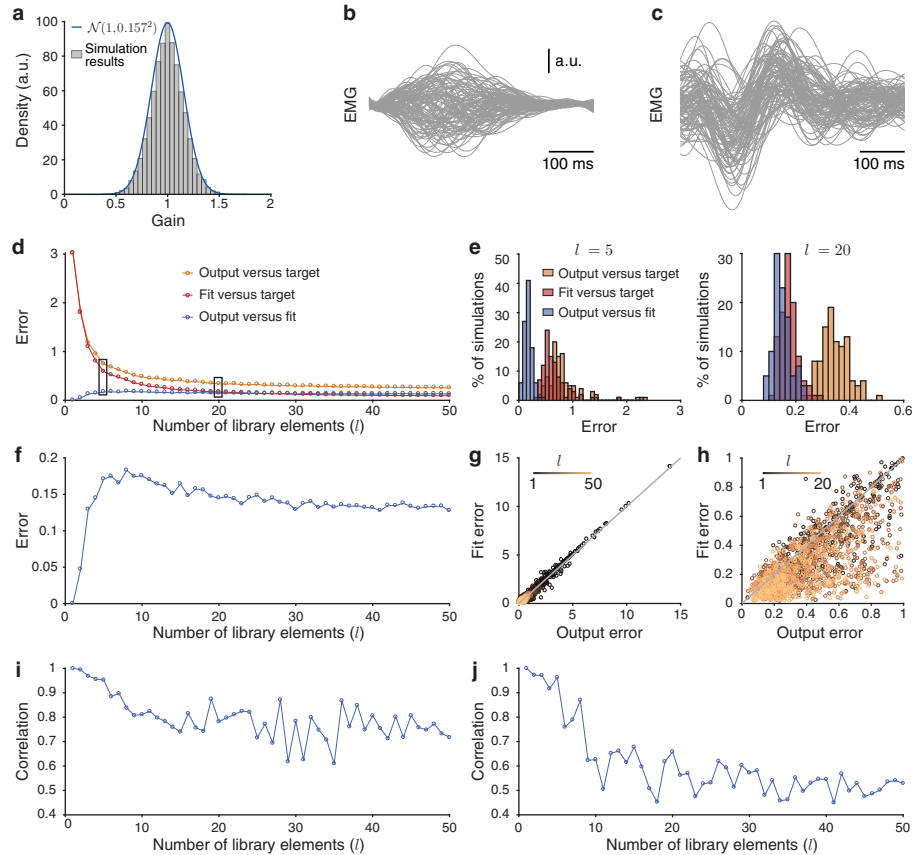 a
100
80
60
40
20
0
Density (a.u.)
𝒩(1, 0.157²)
Simulation
results
0
0.5
1
1.5
2
Gain
b
EMG
a.u.
100 ms
c
EMG
100 ms
d
3
2
1
0
Error
Output versus target
Fit versus target
Output versus fit
0
10
20
30
40
50
Number of library elements (l)
e
l = 5
50
40
30
20
10
0
% of simulations
Output versus target
Fit versus target
Output versus fit
0
1
2
3
Error
l = 20
30
20
10
0
% of simulations
0
0.2
0.4
0.6
Error
f
0.2
0.15
0.1
0.05
0
Error
0
10
20
30
40
50
Number of library elements (l)
g
15
10
5
0
Fit error
l
1
50
0
5
10
15
Output error
h
1
0.8
0.6
0.4
0.2
0
Fit error
l
1
20
0
0.2
0.4
0.6
0.8
1
Output error
i
1
0.9
0.8
0.7
0.6
0.5
0.4
Correlation
0
10
20
30
40
50
Number of library elements (l)
j
1
0.9
0.8
0.7
0.6
0.5
0.4
Correlation
0
10
20
30
40
50
Number of library elements (l)